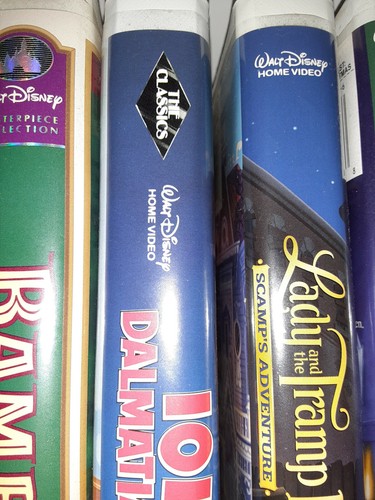 WALT DISNEY
MASTERPIECE
COLLECTION
BAMB
THE
CLASSICS
WALT DISNEY
HOME VIDEO
101
DALMATI
WALT DISNEY
HOME VIDEO
Lady and the Tramp
SCAMP'S ADVENTURE